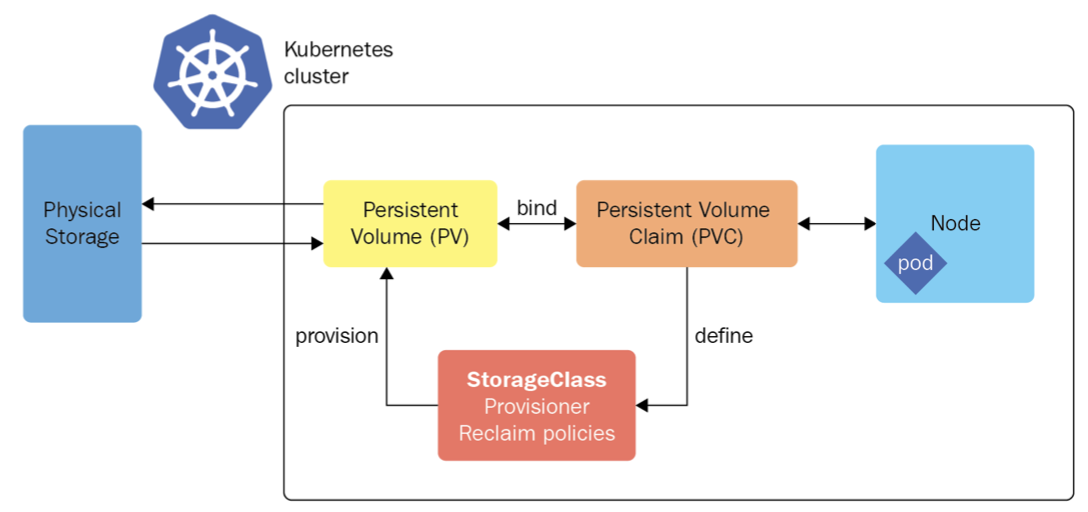 Kubernetes
cluster
Physical
Storage
Persistent
Volume (PV)
bind
Persistent Volume
Claim (PVC)
Node
pod
provision
define
StorageClass
Provisioner
Reclaim policies